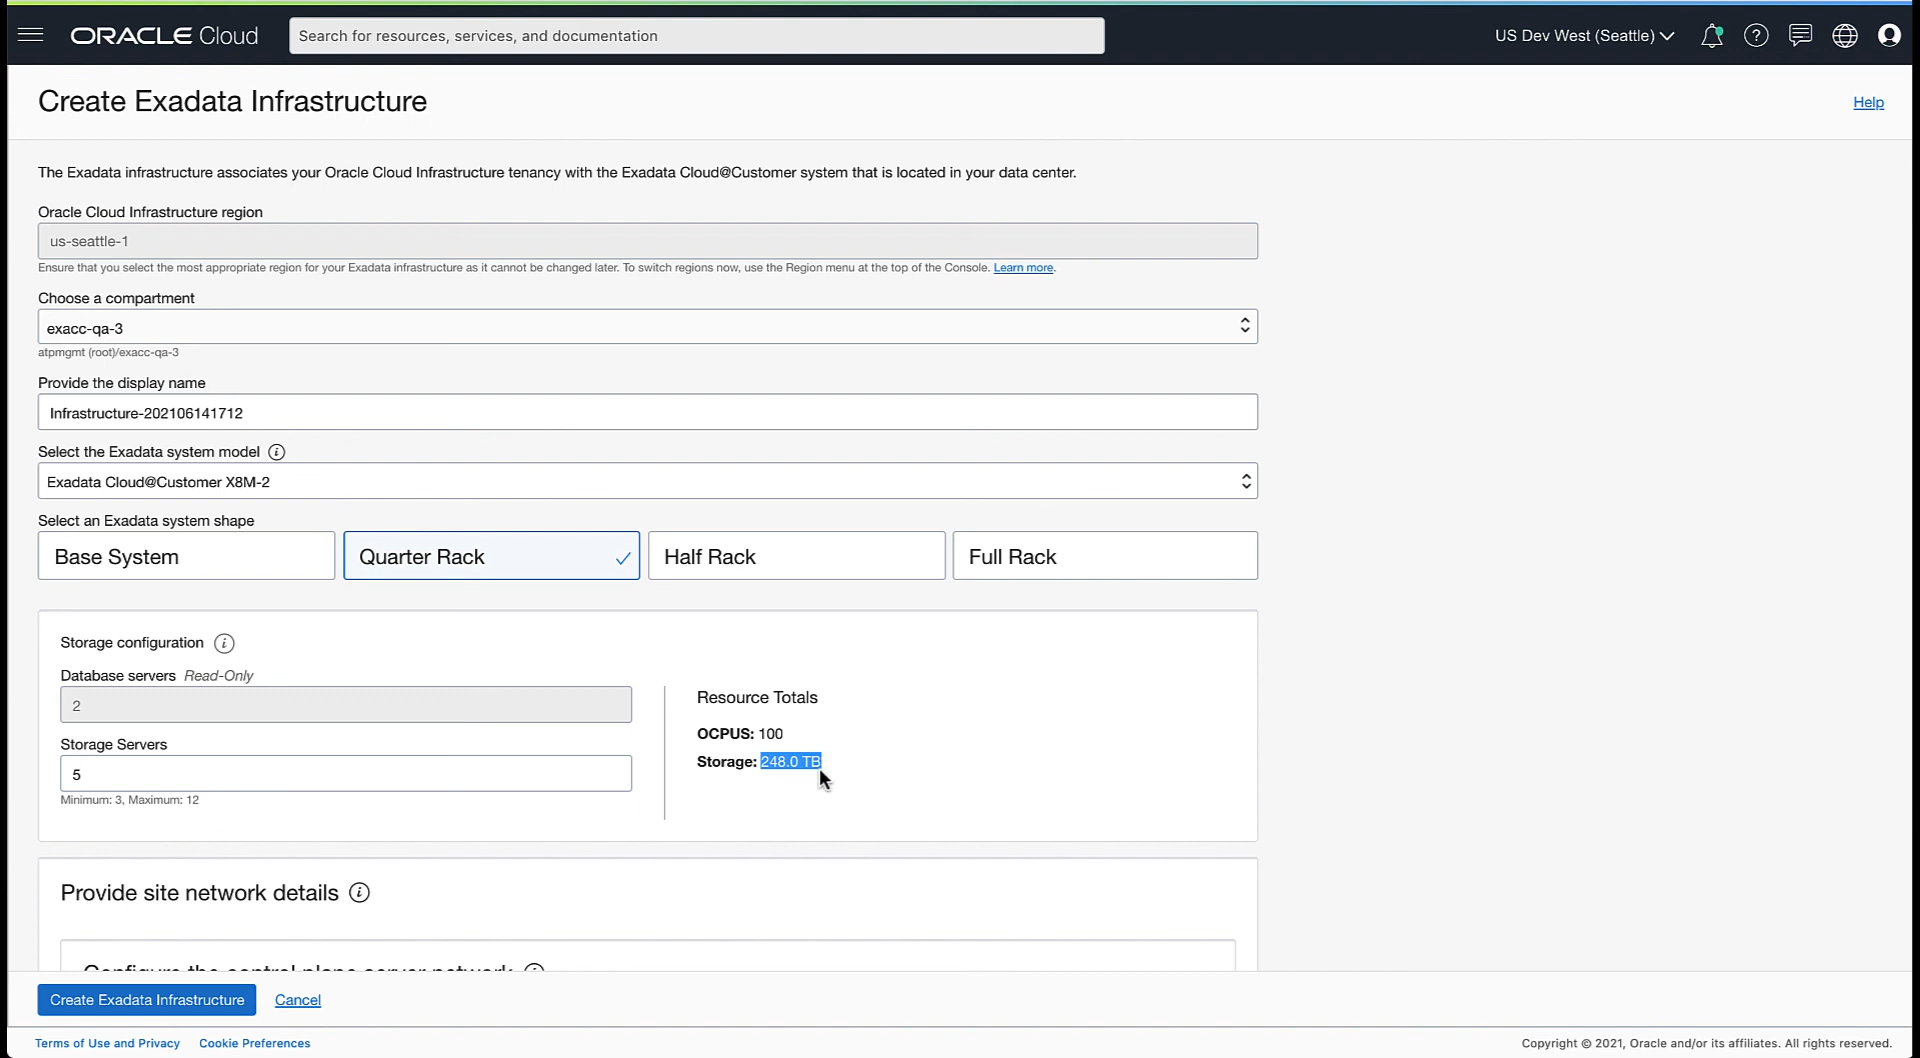 ORACLE Cloud
Search for resources, services, and documentation
US Dev West (Seattle)
Create Exadata Infrastructure
Help
The Exadata infrastructure associates your Oracle Cloud Infrastructure tenancy with the Exadata Cloud@Customer system that is located in your data center.
Oracle Cloud Infrastructure region
us-seattle-1
Ensure that you select the most appropriate region for your Exadata infrastructure as it cannot be changed later. To switch regions now, use the Region menu at the top of the Console. Learn more.
Choose a compartment
exacc-qa-3
atpmgmt (root)/exacc-qa-3
Provide the display name
Infrastructure-202106141712
Select the Exadata system model
Exadata Cloud@Customer X8M-2
Select an Exadata system shape
Base System
Quarter Rack
Half Rack
Full Rack
Storage configuration
Database servers Read-Only
2
Storage Servers
5
Minimum: 3, Maximum: 12
Resource Totals
OCPUS: 100
Storage: 248.0 TB
Provide site network details
Configure the control plane server network
Create Exadata Infrastructure
Cancel
Terms of Use and Privacy
Cookie Preferences
Copyright © 2021, Oracle and/or its affiliates. All rights reserved.